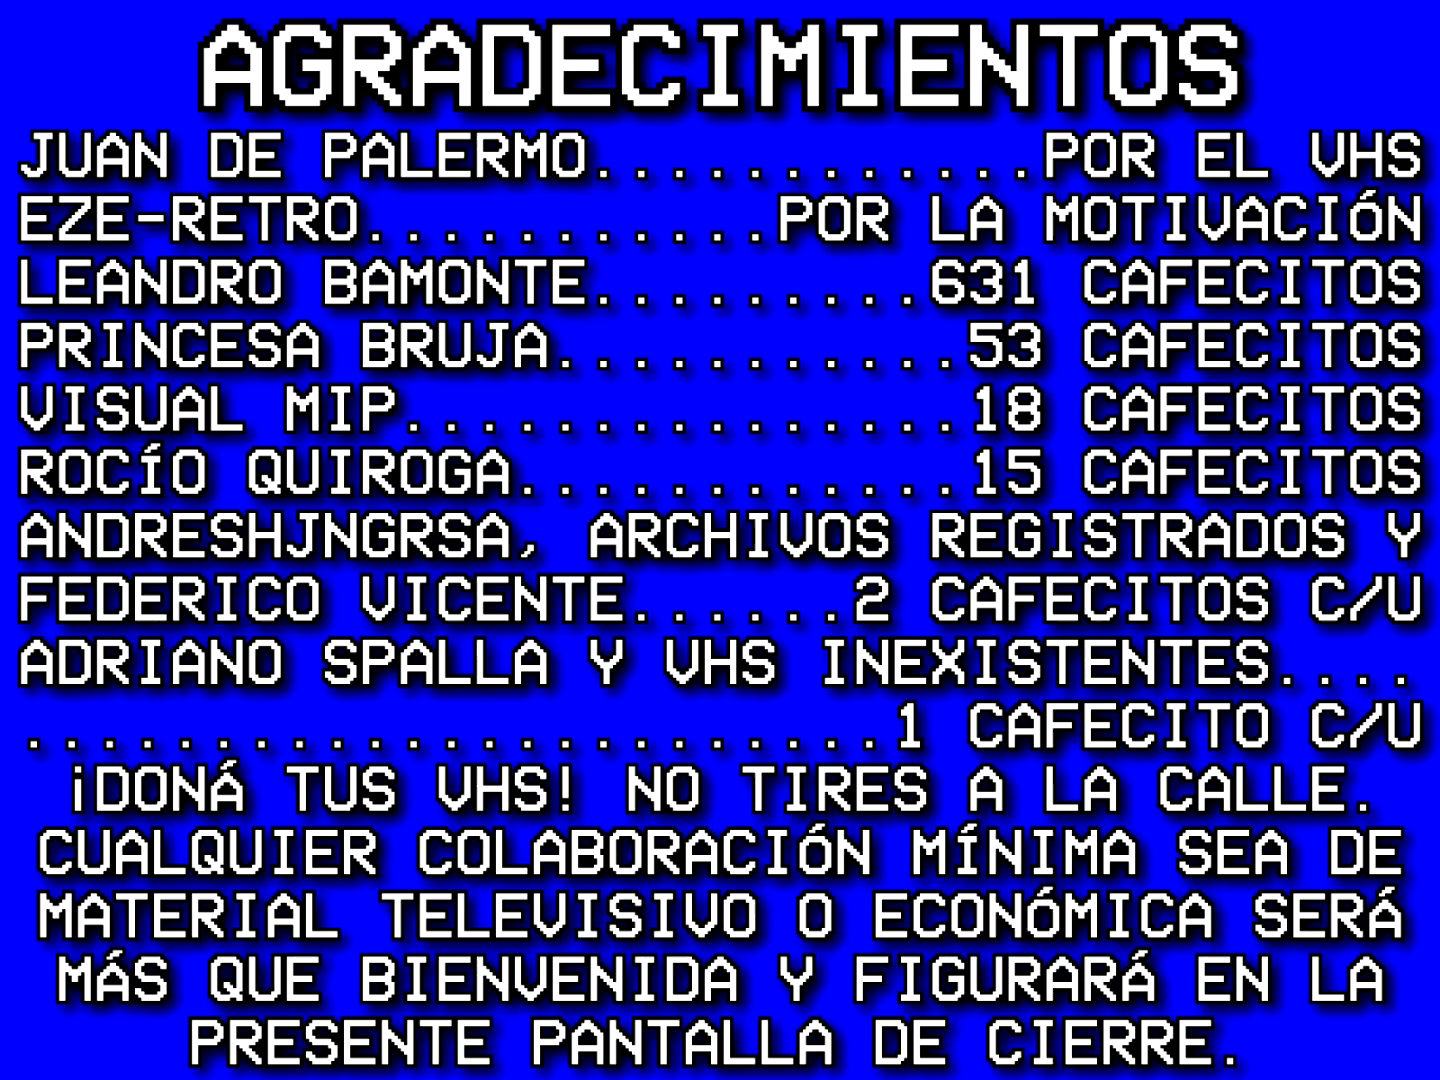 AGRADECIMIENTOS
JUAN DE PALERMO............POR EL VHS
EZE-RETRO...........POR LA MOTIVACIÓN
LEANDRO BAMONTE.........631 CAFECITOS
PRINCESA BRUJA...........53 CAFECITOS
VISUAL MIP...............18 CAFECITOS
ROCÍO QUIROGA............15 CAFECITOS
ANDRESHJNGRSA, ARCHIVOS REGISTRADOS Y
FEDERICO VICENTE......2 CAFECITOS C/U
ADRIANO SPALLA Y VHS INEXISTENTES....
.......................1 CAFECITO C/U
¡DONÁ TUS VHS! NO TIRES A LA CALLE.
CUALQUIER COLABORACIÓN MÍNIMA SEA DE
MATERIAL TELEVISIVO O ECONÓMICA SERÁ
MÁS QUE BIENVENIDA Y FIGURARÁ EN LA
PRESENTE PANTALLA DE CIERRE.